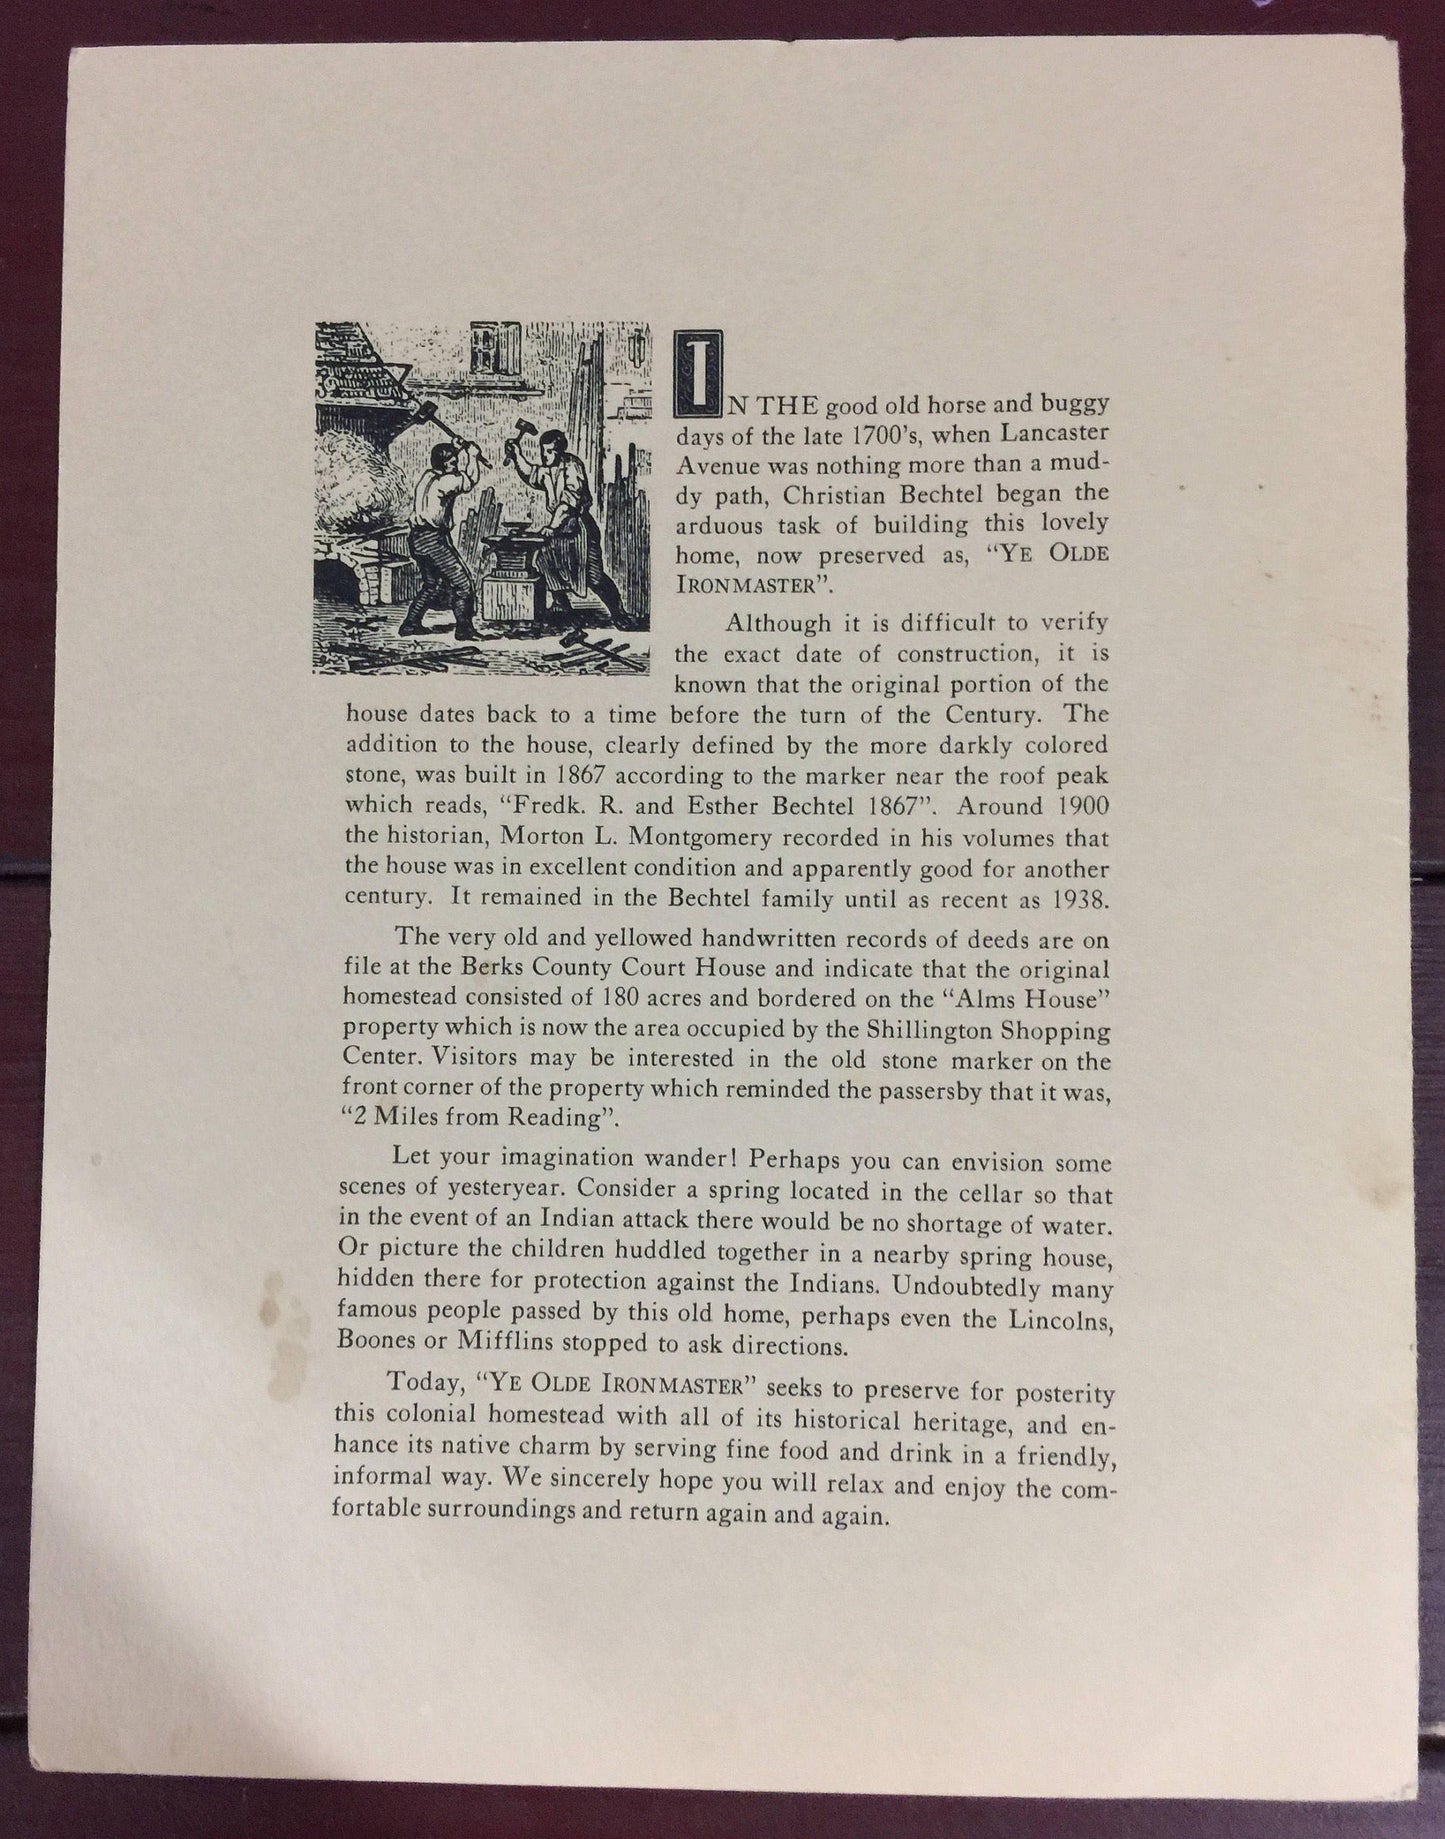 IN THE good old horse and buggy
days of the late 1700's, when Lancaster
Avenue was nothing more than a mud-
dy path, Christian Bechtel began the
arduous task of building this lovely
home, now preserved as, “YE OLDE
IRONMASTER”.
Although it is difficult to verify
the exact date of construction, it is
known that the original portion of the
house dates back to a time before the turn of the Century. The
addition to the house, clearly defined by the more darkly colored
stone, was built in 1867 according to the marker near the roof peak
which reads, “Fredk. R. and Esther Bechtel 1867”. Around 1900
the historian, Morton L. Montgomery recorded in his volumes that
the house was in excellent condition and apparently good for another
century. It remained in the Bechtel family until as recent as 1938.
The very old and yellowed handwritten records of deeds are on
file at the Berks County Court House and indicate that the original
homestead consisted of 180 acres and bordered on the “Alms House”
property which is now the area occupied by the Shillington Shopping
Center. Visitors may be interested in the old stone marker on the
front corner of the property which reminded the passersby that it was,
“2 Miles from Reading”.
Let your imagination wander! Perhaps you can envision some
scenes of yesteryear. Consider a spring located in the cellar so that
in the event of an Indian attack there would be no shortage of water.
Or picture the children huddled together in a nearby spring house,
hidden there for protection against the Indians. Undoubtedly many
famous people passed by this old home, perhaps even the Lincolns,
Boones or Mifflins stopped to ask directions.
Today, “YE OLDE IRONMASTER” seeks to preserve for posterity
this colonial homestead with all of its historical heritage, and en-
hance its native charm by serving fine food and drink in a friendly,
informal way. We sincerely hope you will relax and enjoy the com-
fortable surroundings and return again and again.